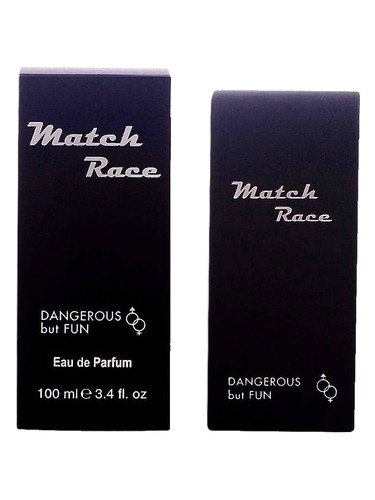 Match
Race
DANGEROUS
but FUN
Eau de Parfum
100 ml ℮ 3.4 fl. oz
Match
Race
DANGEROUS
but FUN